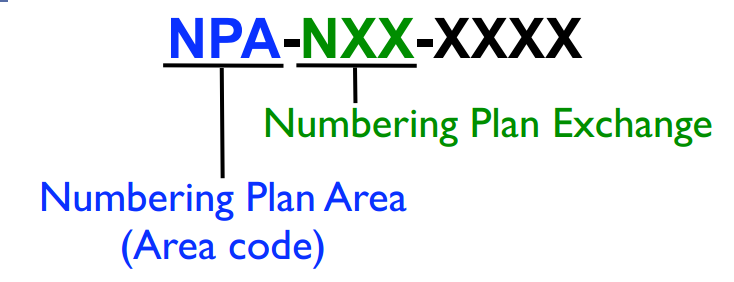 NPA-NXX-XXXX
Numbering Plan Exchange
Numbering Plan Area
(Area code)